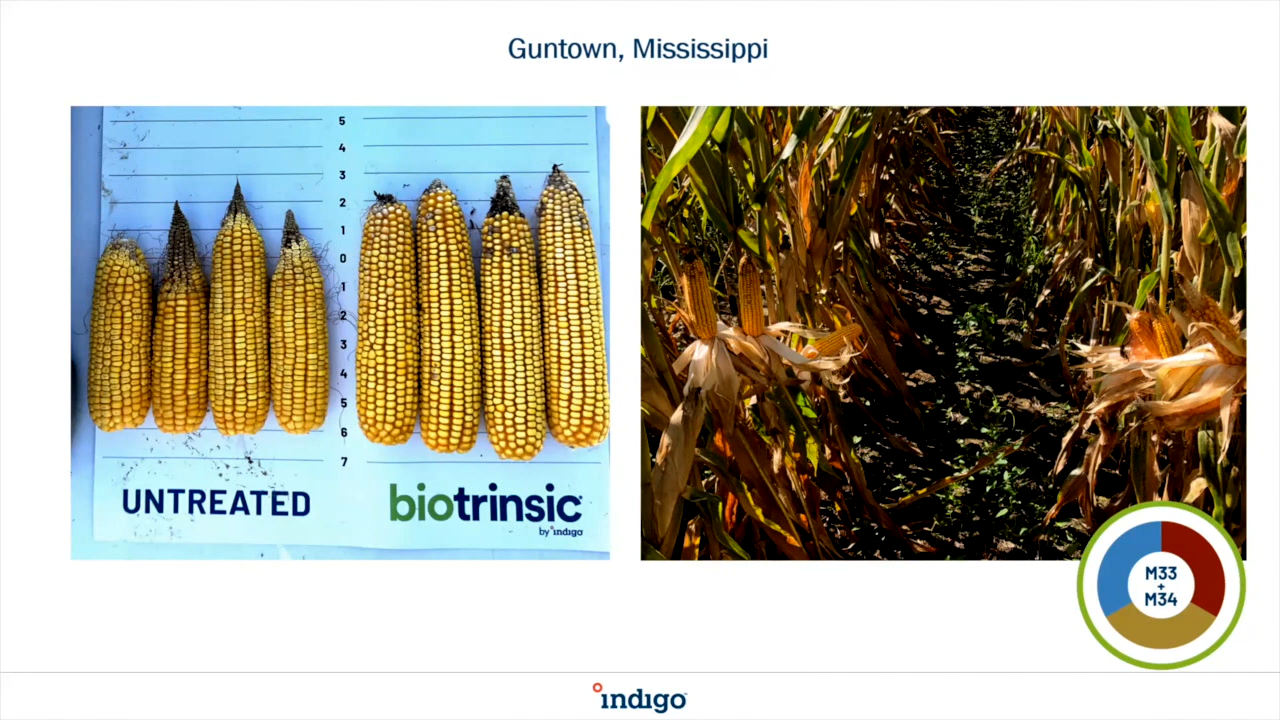 Guntown, Mississippi
5
4
3
2
1
0
1
2
3
4
5
6
7
UNTREATED
biotrinsic
by indigo
M33
+
M34
indigo